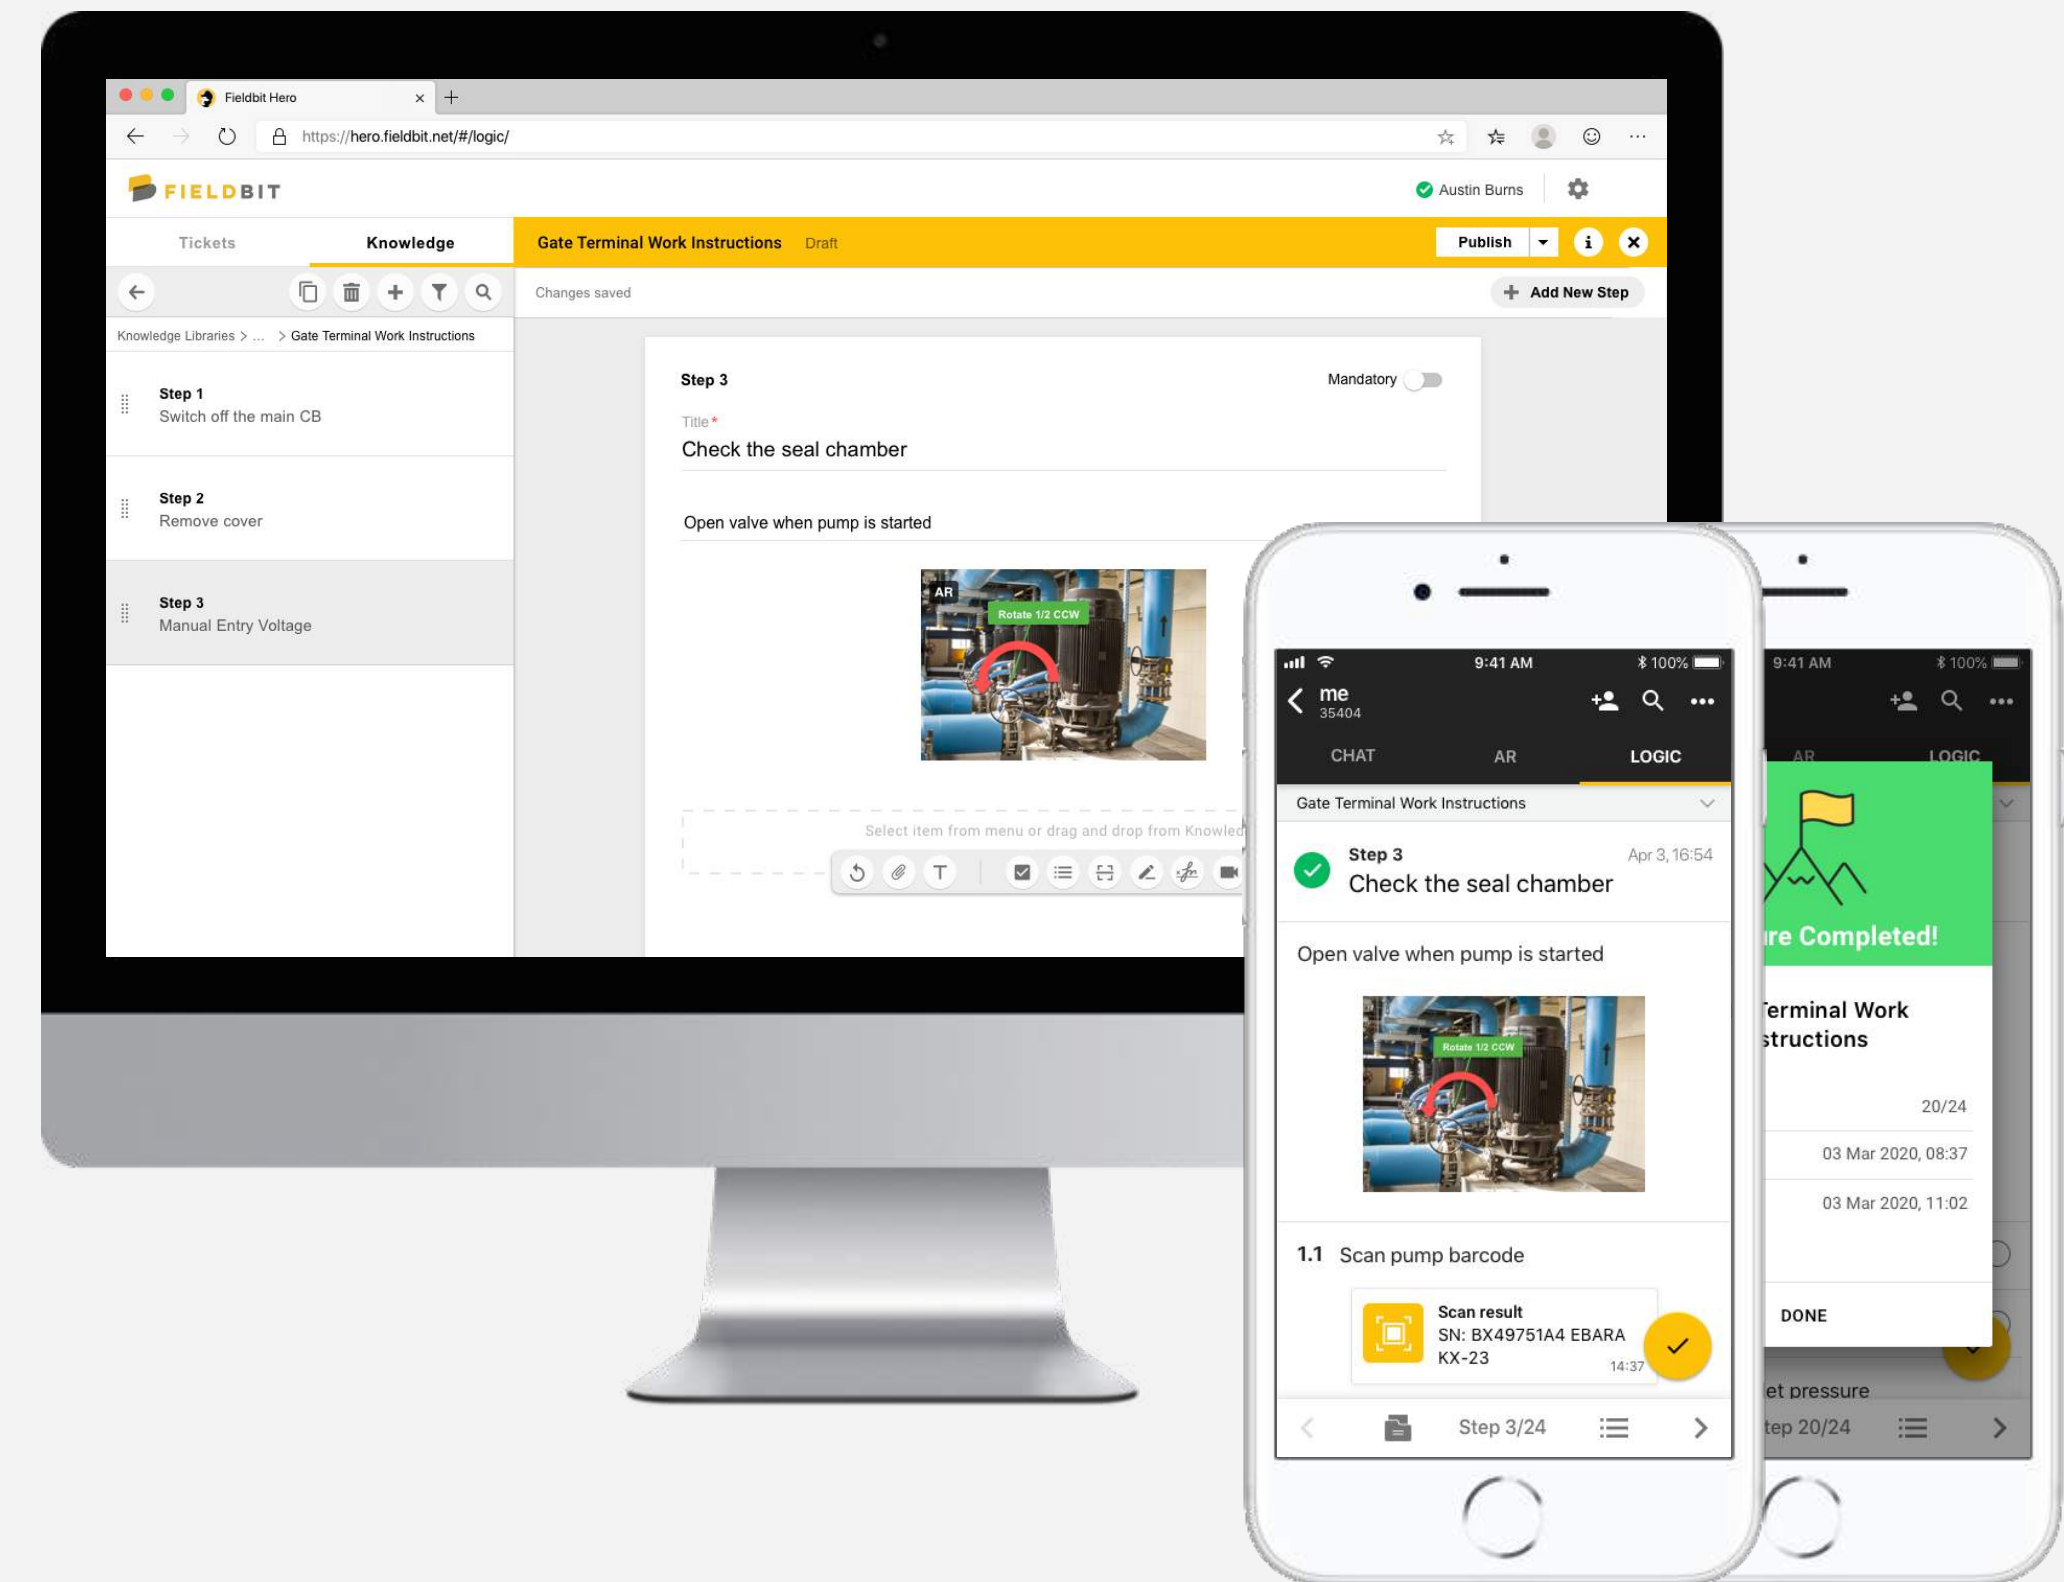 Fieldbit Hero
https://hero.fieldbit.net/#/logic/
FIELDBIT
Austin Burns
Tickets
Knowledge
Gate Terminal Work Instructions Draft
Publish
Changes saved
Add New Step
Knowledge Libraries > ... > Gate Terminal Work Instructions
Step 1
Switch off the main CB
Step 2
Remove cover
Step 3
Manual Entry Voltage
Step 3
Mandatory
Title*
Check the seal chamber
Open valve when pump is started
AR
Rotate 1/2 CCW
Select item from menu or drag and drop from
9:41 AM
100%
me
35404
CHAT
AR
LOGIC
Gate Terminal Work Instructions
Step 3
Apr 3, 16:54
Check the seal chamber
Open valve when pump is started
Rotate 1/2 CCW
1.1 Scan pump barcode
Scan result
SN: BX49751A4 EBARA
KX-23
14:37
Step 3/24
9:41 AM
100%
AR
LOGIC
Completed!
Work
20/24
03 Mar 2020, 08:37
03 Mar 2020, 11:02
DONE
pressure
20/24